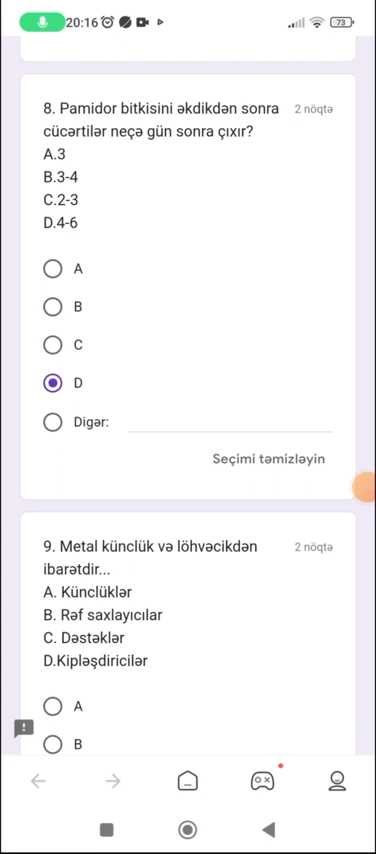 20:16
73
8. Pamidor bitkisini əkdikdən sonra 2 nöqtə
cücərtilər neçə gün sonra çıxır?
A.3
B.3-4
C.2-3
D.4-6
A
B
C
D
Digər:
Seçimi təmizləyin
9. Metal künclük və löhvəcikdən 2 nöqtə
ibarətdir...
A. Künclüklər
B. Rəf saxlayıcılar
C. Dəstəklər
D.Kipləşdiricilər
A
B